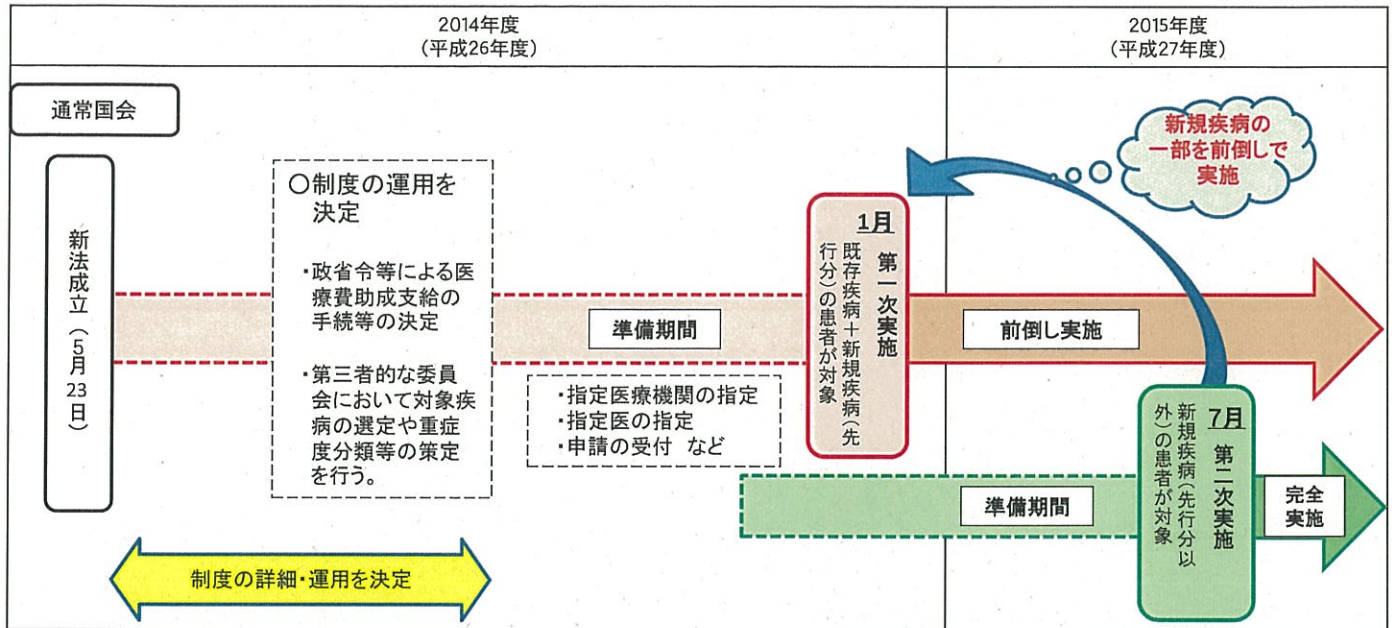 2014年度
(平成26年度)
2015年度
(平成27年度)
通常国会
新法成立(5月23日)
〇制度の運用を
決定
・政省令等による医
療費助成支給の
手続等の決定
・第三者的な委員
会において対象疾
病の選定や重症
度分類等の策定
を行う。
準備期間
・指定医療機関の指定
・指定医の指定
・申請の受付 など
1月 第一次実施
既存疾病+新規疾病(先
行分)の患者が対象
新規疾病の
一部を前倒しで
実施
前倒し実施
準備期間
7月 第二次実施
新規疾病(先行分以
外)の患者が対象
完全
実施
制度の詳細・運用を決定